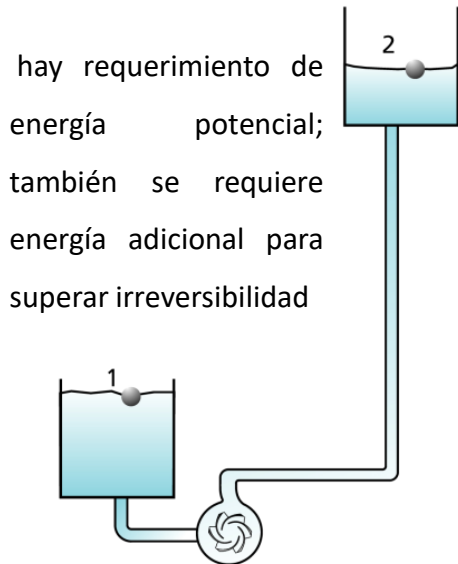 hay requerimiento de
energía potencial;
también se requiere
energía adicional para
superar irreversibilidad
2
1